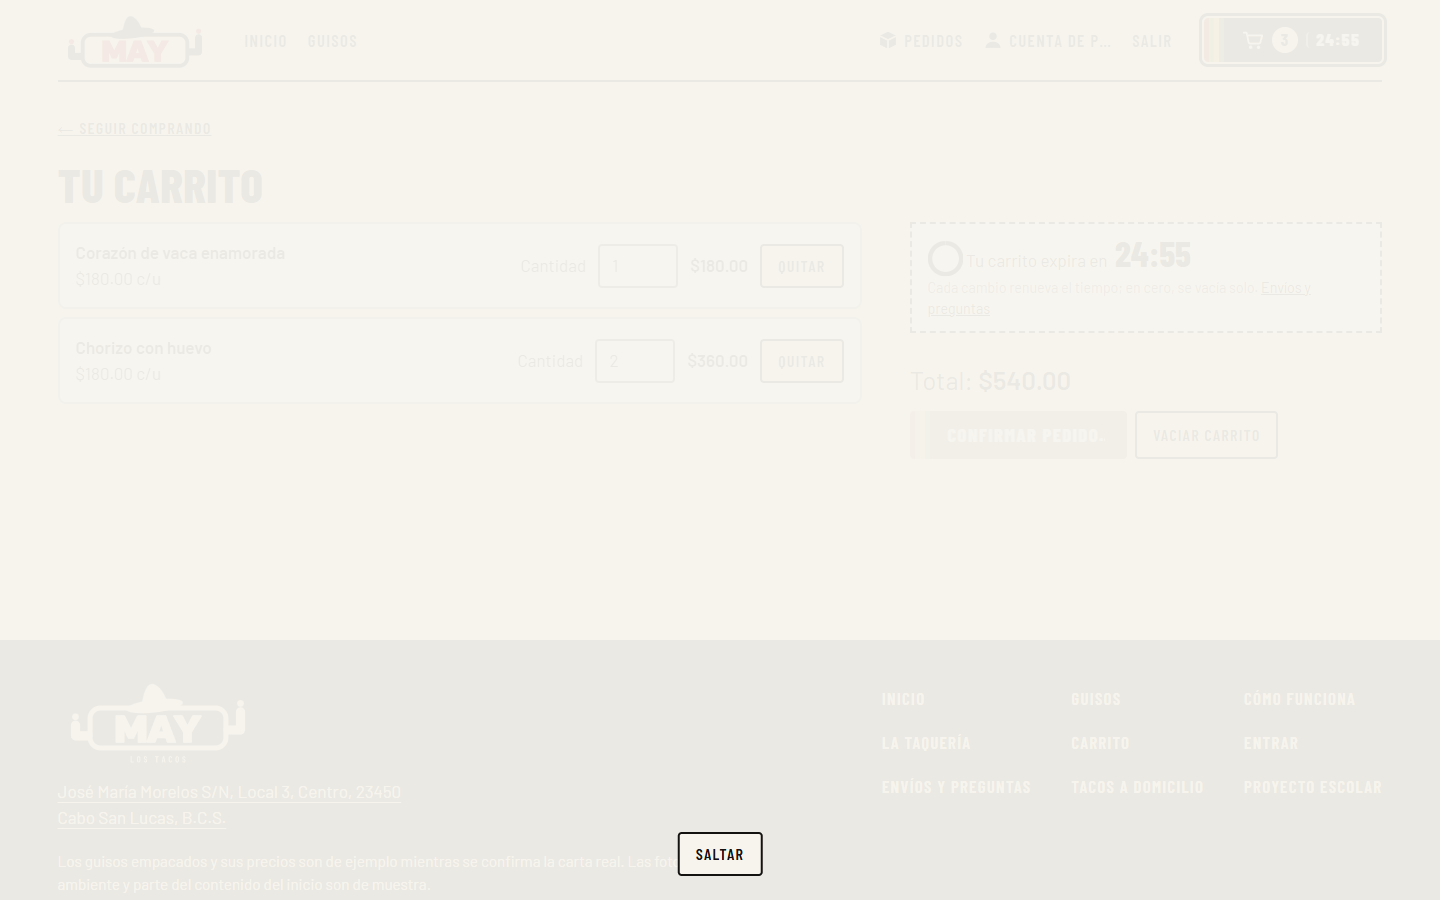 MAY
INICIO
GUISOS
PEDIDOS
CUENTA DE P...
SALIR
3
24:55
← SEGUIR COMPRANDO
TU CARRITO
Corazón de vaca enamorada
$180.00 c/u
Cantidad
1
$180.00
QUITAR
Chorizo con huevo
$180.00 c/u
Cantidad
2
$360.00
QUITAR
Tu carrito expira en 24:55
Cada cambio renueva el tiempo; en cero, se vacía solo. Envíos y
preguntas
Total: $540.00
CONFIRMAR PEDIDO.
VACIAR CARRITO
MAY
LOS TACOS
José María Morelos S/N, Local 3, Centro, 23450
Cabo San Lucas, B.C.S.
Los guisos empacados y sus precios son de ejemplo mientras se confirma la carta real. Las
ambiente y parte del contenido del inicio son de muestra.
INICIO
GUISOS
CÓMO FUNCIONA
LA TAQUERÍA
CARRITO
ENTRAR
ENVÍOS Y PREGUNTAS
TACOS A DOMICILIO
PROYECTO ESCOLAR
SALTAR